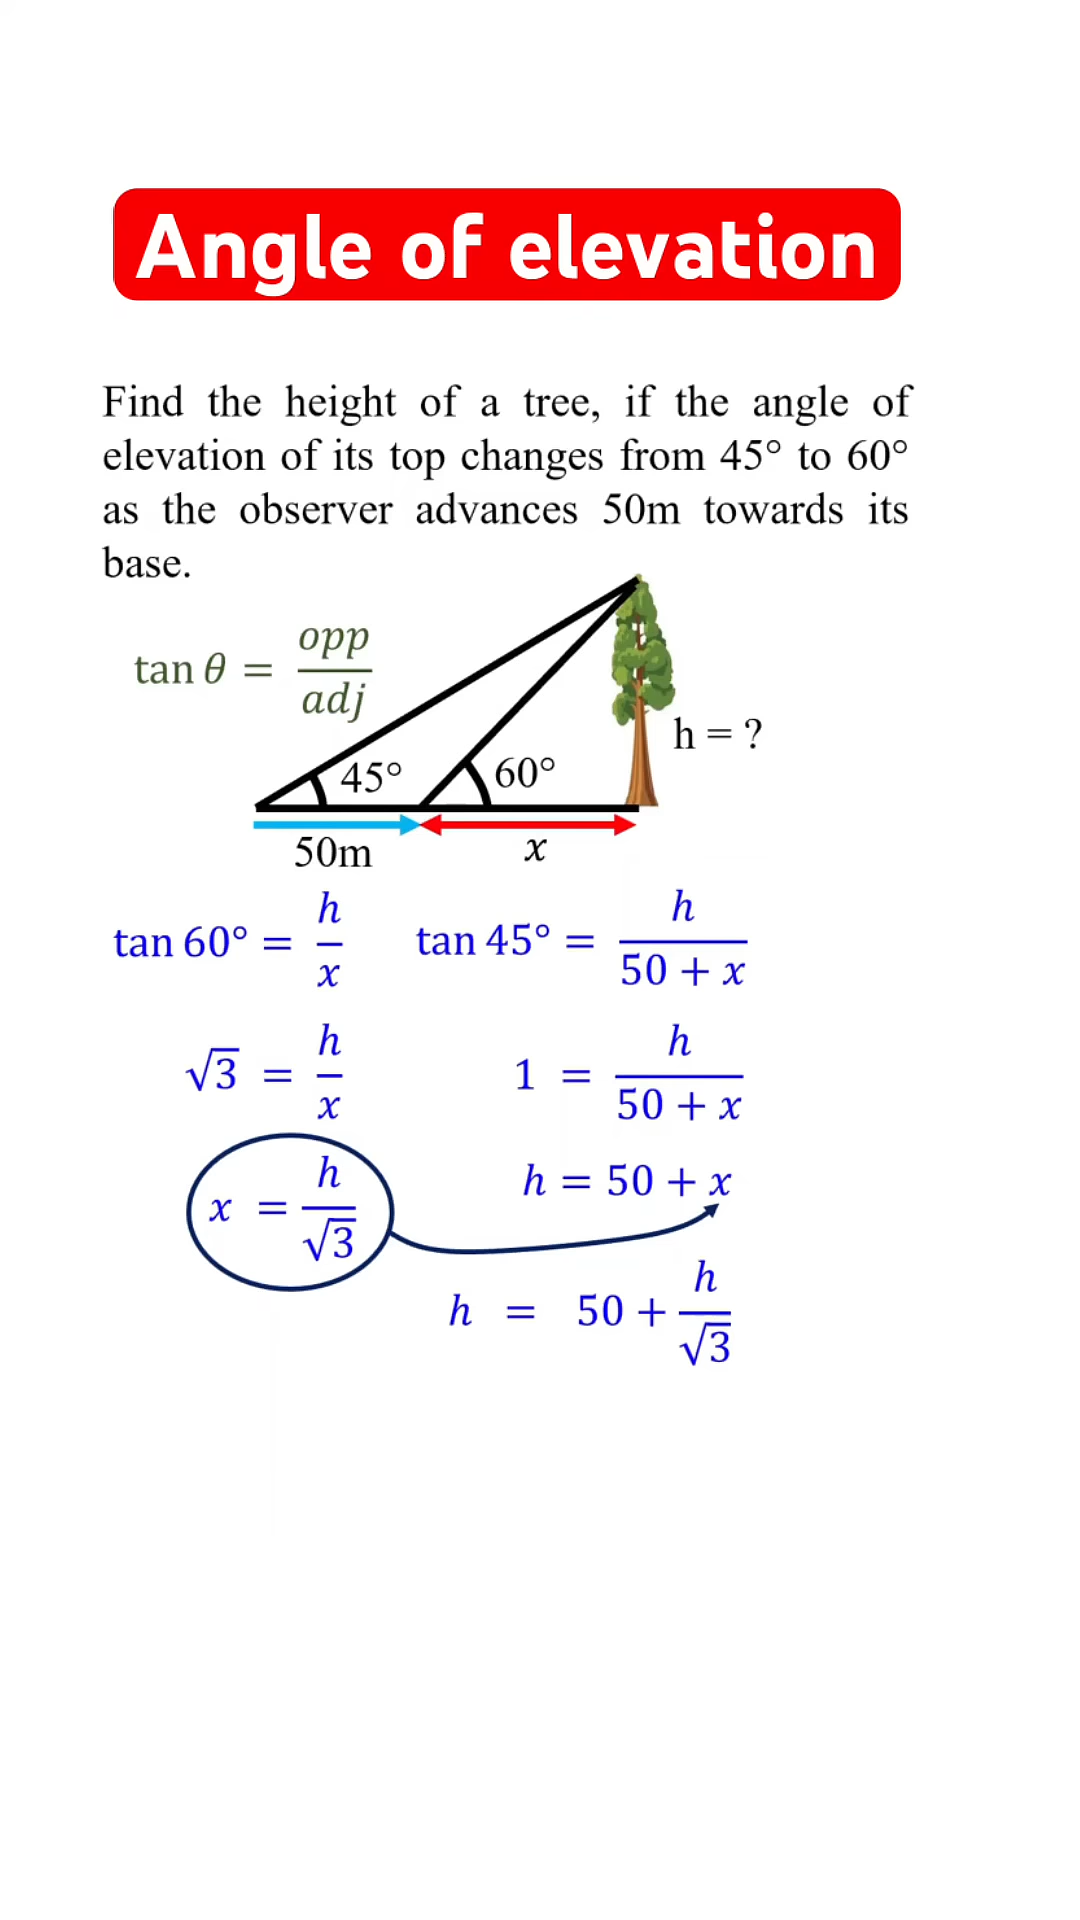 Angle of elevation
Find the height of a tree, if the angle of
elevation of its top changes from 45° to 60°
as the observer advances 50m towards its
base.
tan θ = opp/adj
h = ?
45° 60°
50m x
tan 60° = h/x tan 45° = h/(50 + x)
√3 = h/x 1 = h/(50 + x)
x = h/√3 h = 50 + x
h = 50 + h/√3